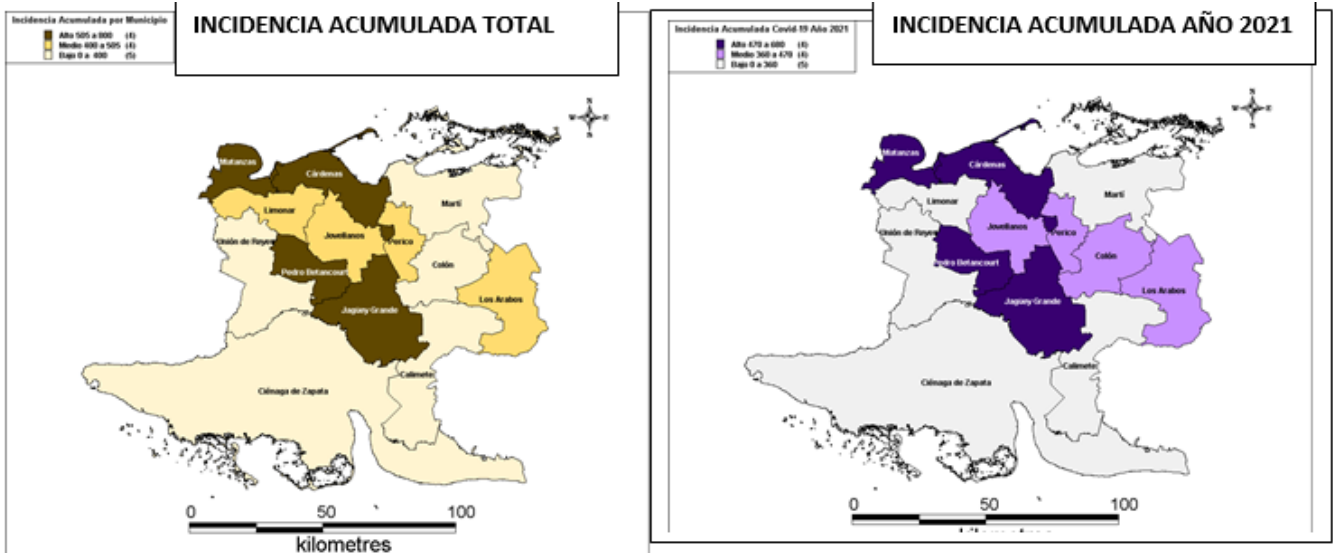 INCIDENCIA ACUMULADA TOTAL
Incidencia Acumulada por Municipio
Alto 505 a 800 (4)
Medio 400 a 505 (4)
Bajo 0 a 400 (5)
N
W E
S
Matanzas
Cárdenas
Martí
Limonar
Unión de Reyes
Jovellanos
Perico
Colón
Pedro Betancourt
Los Arabos
Jagüey Grande
Calimete
Ciénaga de Zapata
0 50 100
kilometres
INCIDENCIA ACUMULADA AÑO 2021
Incidencia Acumulada Covid-19 Año 2021
Alto 470 a 680 (4)
Medio 360 a 470 (4)
Bajo 0 a 360 (5)
N
W E
S
Matanzas
Cárdenas
Martí
Limonar
Unión de Reyes
Jovellanos
Perico
Colón
Pedro Betancourt
Los Arabos
Jagüey Grande
Calimete
Ciénaga de Zapata
0 50 100